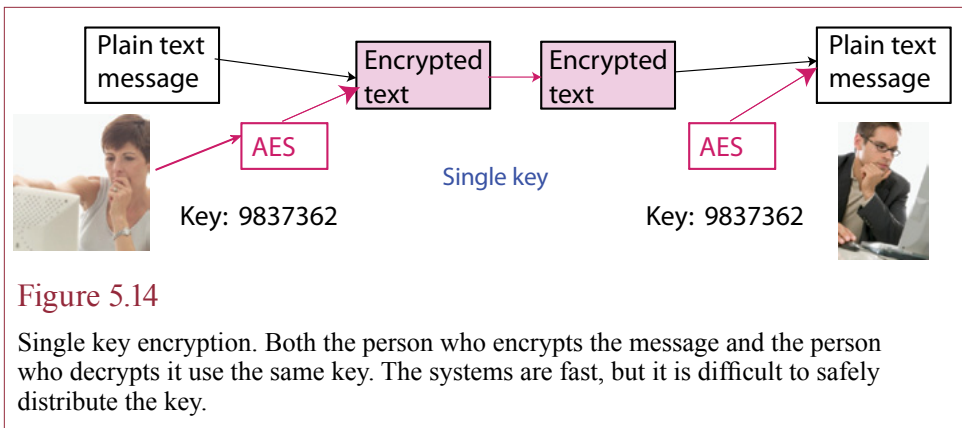 Plain text
message
Encrypted
text
Encrypted
text
Plain text
message
AES
AES
Single key
Key: 9837362
Key: 9837362
Figure 5.14
Single key encryption. Both the person who encrypts the message and the person
who decrypts it use the same key. The systems are fast, but it is difficult to safely
distribute the key.